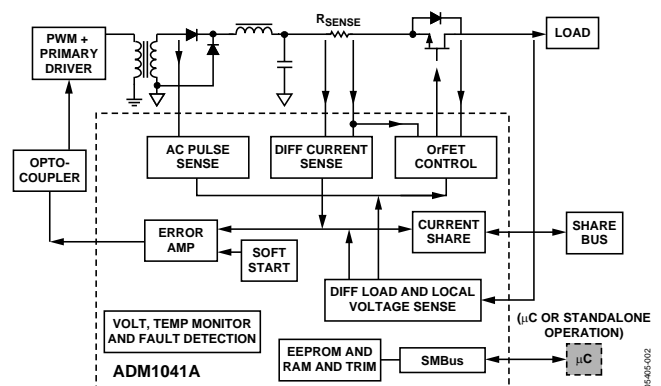 R_SENSE
PWM +
PRIMARY
DRIVER
LOAD
AC PULSE
SENSE
DIFF CURRENT
SENSE
OrFET
CONTROL
OPTO-
COUPLER
ERROR
AMP
SOFT
START
CURRENT
SHARE
SHARE
BUS
DIFF LOAD AND LOCAL
VOLTAGE SENSE
VOLT, TEMP MONITOR
AND FAULT DETECTION
(μC OR STANDALONE
OPERATION)
EEPROM AND
RAM AND TRIM
SMBus
μC
ADM1041A
05405-002